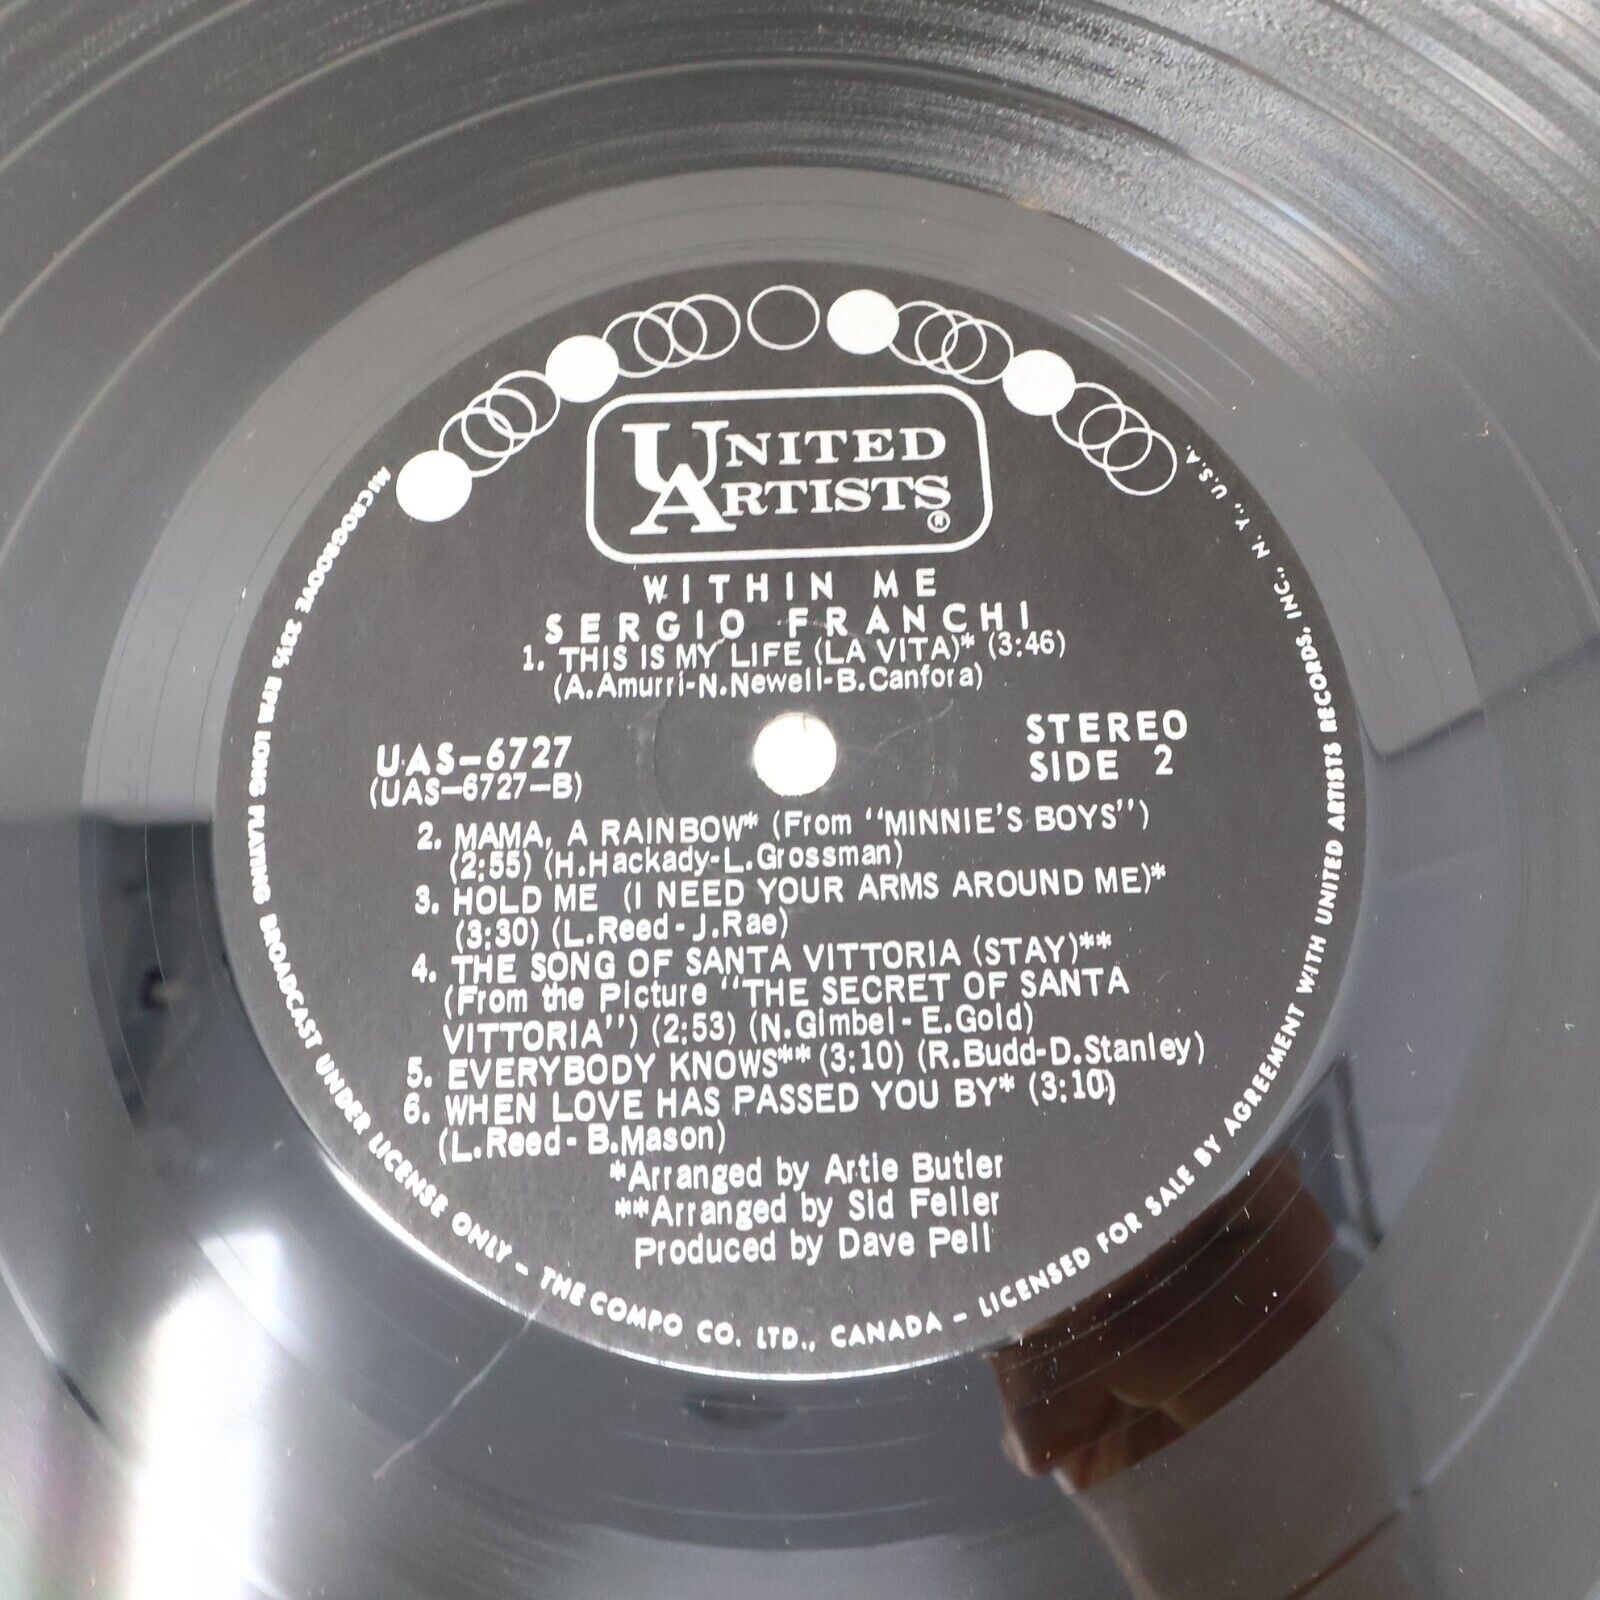 UNITED
ARTISTS
®
WITHIN ME
SERGIO FRANCHI
1. THIS IS MY LIFE (LA VITA)* (3:46)
(A.Amurri-N.Newell-B.Canfora)
UAS-6727
(UAS-6727-B)
STEREO
SIDE 2
2. MAMA, A RAINBOW* (From "MINNIE'S BOYS")
(2:55) (H.Hackady-L.Grossman)
3. HOLD ME (I NEED YOUR ARMS AROUND ME)*
(3:30) (L.Reed-J.Rae)
4. THE SONG OF SANTA VITTORIA (STAY)**
(From the Picture "THE SECRET OF SANTA
VITTORIA") (2:53) (N.Gimbel-E.Gold)
5. EVERYBODY KNOWS** (3:10) (R.Budd-D.Stanley)
6. WHEN LOVE HAS PASSED YOU BY* (3:10)
(L.Reed-B.Mason)
*Arranged by Artie Butler
**Arranged by Sid Feller
Produced by Dave Pell
MICROGROOVE 33⅓ RPM LONG PLAYING BROADCAST UNDER LICENSE ONLY - THE COMPO CO. LTD., CANADA - LICENSED FOR SALE BY AGREEMENT WITH UNITED ARTISTS RECORDS, INC., N.Y., U.S.A.